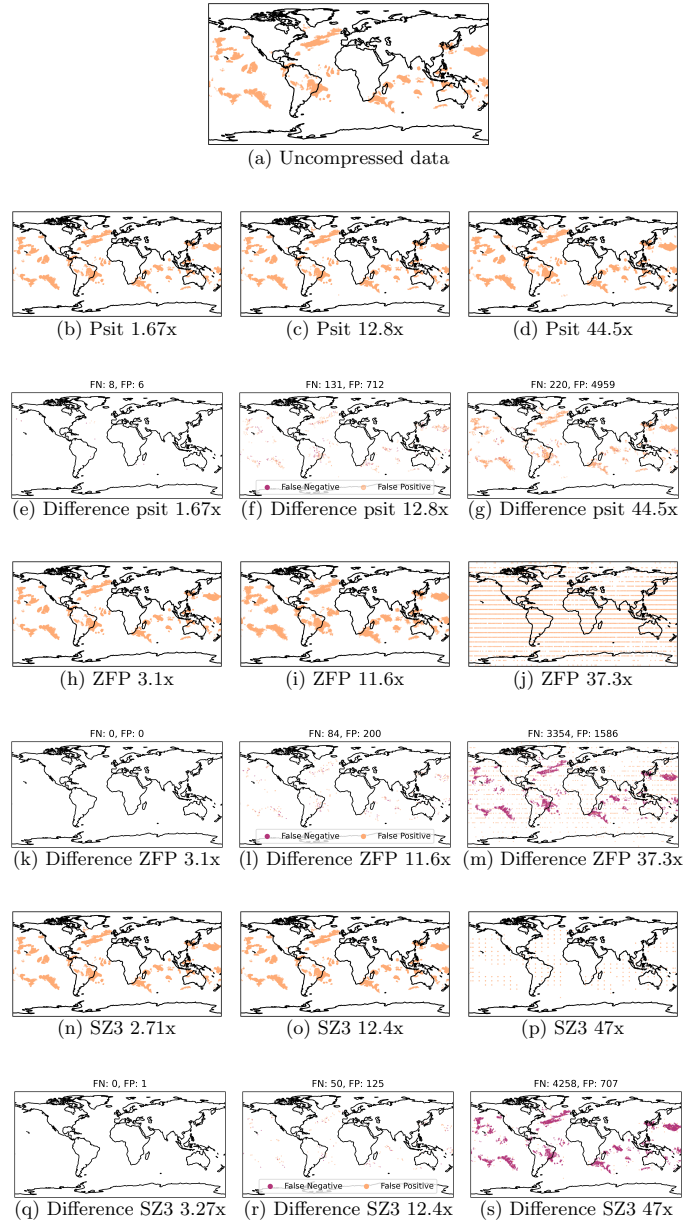 (a) Uncompressed data
(b) Psit 1.67x
(c) Psit 12.8x
(d) Psit 44.5x
FN: 8, FP: 6
FN: 131, FP: 712
FN: 220, FP: 4959
False Negative
False Positive
(e) Difference psit 1.67x
(f) Difference psit 12.8x
(g) Difference psit 44.5x
(h) ZFP 3.1x
(i) ZFP 11.6x
(j) ZFP 37.3x
FN: 0, FP: 0
FN: 84, FP: 200
FN: 3354, FP: 1586
False Negative
False Positive
(k) Difference ZFP 3.1x
(l) Difference ZFP 11.6x
(m) Difference ZFP 37.3x
(n) SZ3 2.71x
(o) SZ3 12.4x
(p) SZ3 47x
FN: 0, FP: 1
FN: 50, FP: 125
FN: 4258, FP: 707
False Negative
False Positive
(q) Difference SZ3 3.27x
(r) Difference SZ3 12.4x
(s) Difference SZ3 47x